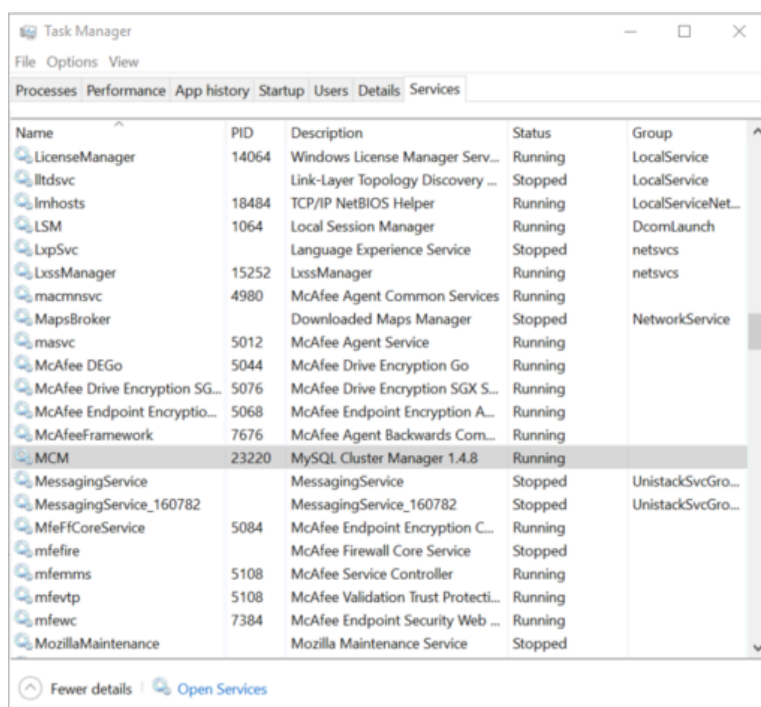 Task Manager
File Options View
Processes Performance App history Startup Users Details Services
Name PID Description Status Group
LicenseManager 14064 Windows License Manager Serv... Running LocalService
lltdsvc Link-Layer Topology Discovery ... Stopped LocalService
lmhosts 18484 TCP/IP NetBIOS Helper Running LocalServiceNet...
LSM 1064 Local Session Manager Running DcomLaunch
LxpSvc Language Experience Service Stopped netsvcs
LxssManager 15252 LxssManager Running netsvcs
macmnsvc 4980 McAfee Agent Common Services Running
MapsBroker Downloaded Maps Manager Stopped NetworkService
masvc 5012 McAfee Agent Service Running
McAfee DEGo 5044 McAfee Drive Encryption Go Running
McAfee Drive Encryption SG... 5076 McAfee Drive Encryption SGX S... Running
McAfee Endpoint Encryptio... 5068 McAfee Endpoint Encryption A... Running
McAfeeFramework 7676 McAfee Agent Backwards Com... Running
MCM 23220 MySQL Cluster Manager 1.4.8 Running
MessagingService MessagingService Stopped UnistackSvcGro...
MessagingService_160782 MessagingService_160782 Stopped UnistackSvcGro...
MfeFfCoreService 5084 McAfee Endpoint Encryption C... Running
mfefire McAfee Firewall Core Service Stopped
mfemms 5108 McAfee Service Controller Running
mfevtp 5108 McAfee Validation Trust Protecti... Running
mfewc 7384 McAfee Endpoint Security Web ... Running
MozillaMaintenance Mozilla Maintenance Service Stopped
Fewer details Open Services